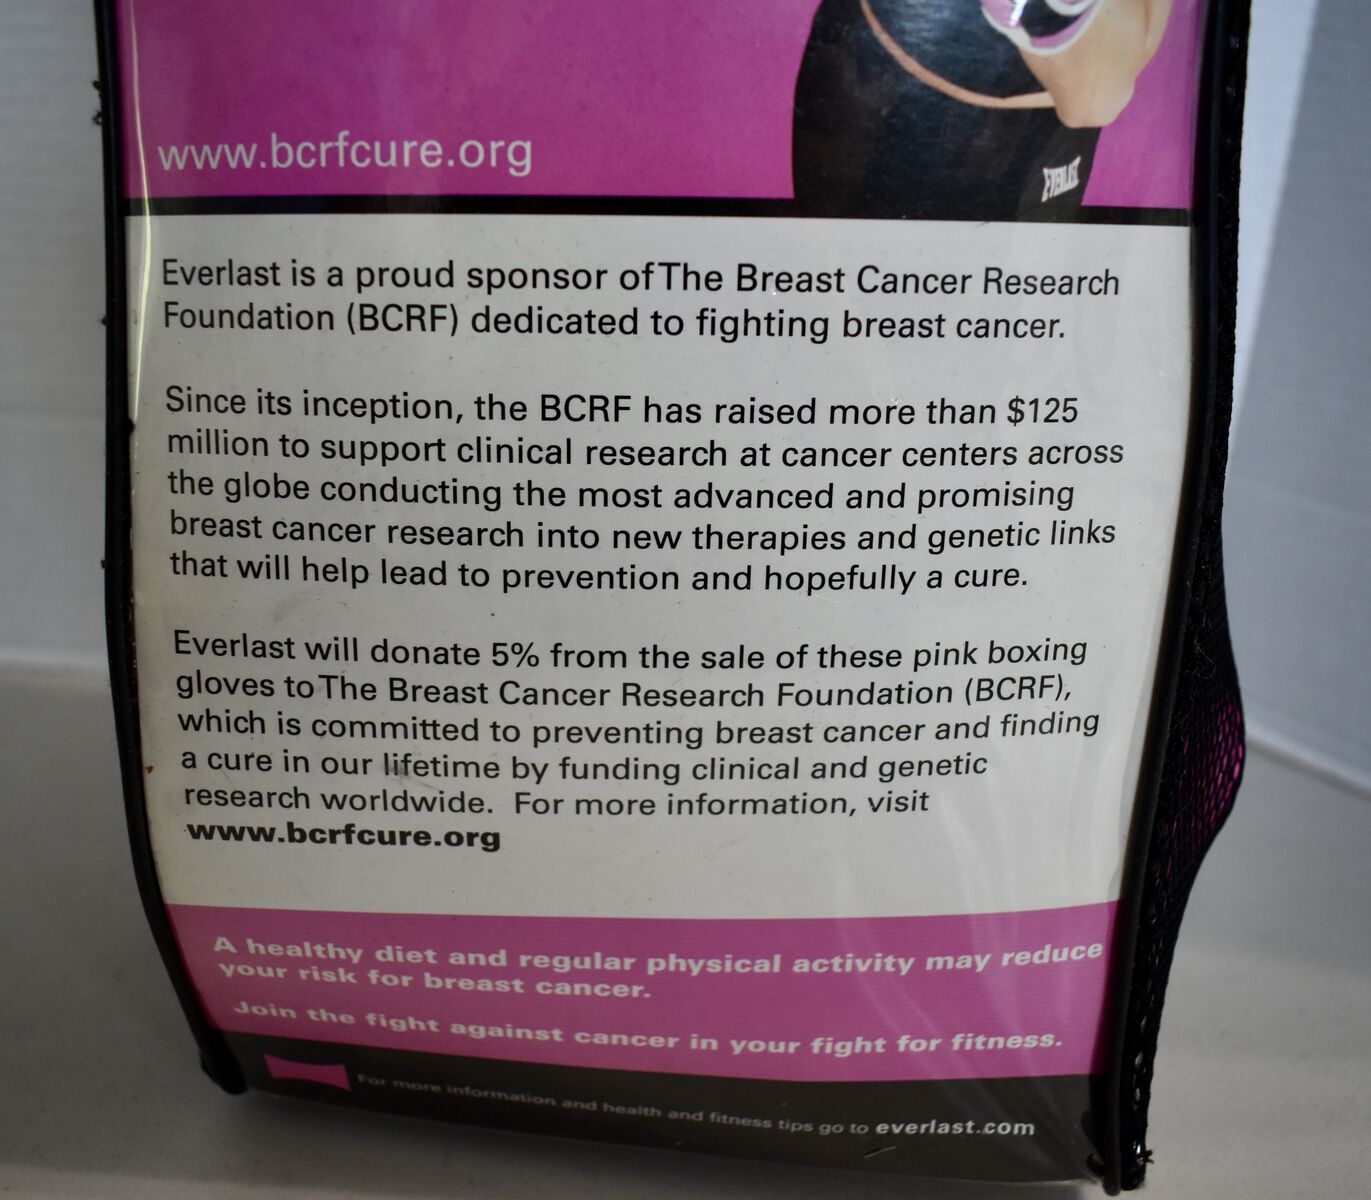 www.bcrfcure.org
EVERLAST
Everlast is a proud sponsor of The Breast Cancer Research
Foundation (BCRF) dedicated to fighting breast cancer.
Since its inception, the BCRF has raised more than $125
million to support clinical research at cancer centers across
the globe conducting the most advanced and promising
breast cancer research into new therapies and genetic links
that will help lead to prevention and hopefully a cure.
Everlast will donate 5% from the sale of these pink boxing
gloves to The Breast Cancer Research Foundation (BCRF),
which is committed to preventing breast cancer and finding
a cure in our lifetime by funding clinical and genetic
research worldwide. For more information, visit
www.bcrfcure.org
A healthy diet and regular physical activity may reduce
your risk for breast cancer.
Join the fight against cancer in your fight for fitness.
For more information and health and fitness tips go to everlast.com